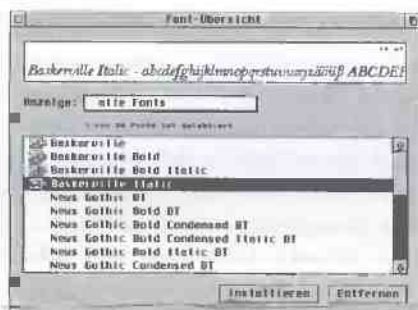 Font-Übersicht
Baskerville Italic - abcdefghijklmnopqrstuvwxyzäöüß ABCDEF
Anzeige: alle Fonts
Baskerville
Baskerville Bold
Baskerville Bold Italic
Baskerville Italic
News Gothic BT
News Gothic Bold BT
News Gothic Bold Condensed BT
News Gothic Bold Condensed Italic BT
News Gothic Bold Italic BT
News Gothic Condensed BT
Installieren Entfernen